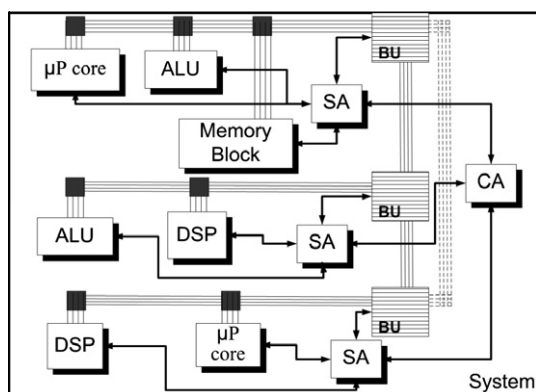 BU
µP core
ALU
SA
Memory
Block
CA
BU
ALU
DSP
SA
BU
DSP
µP
core
SA
System